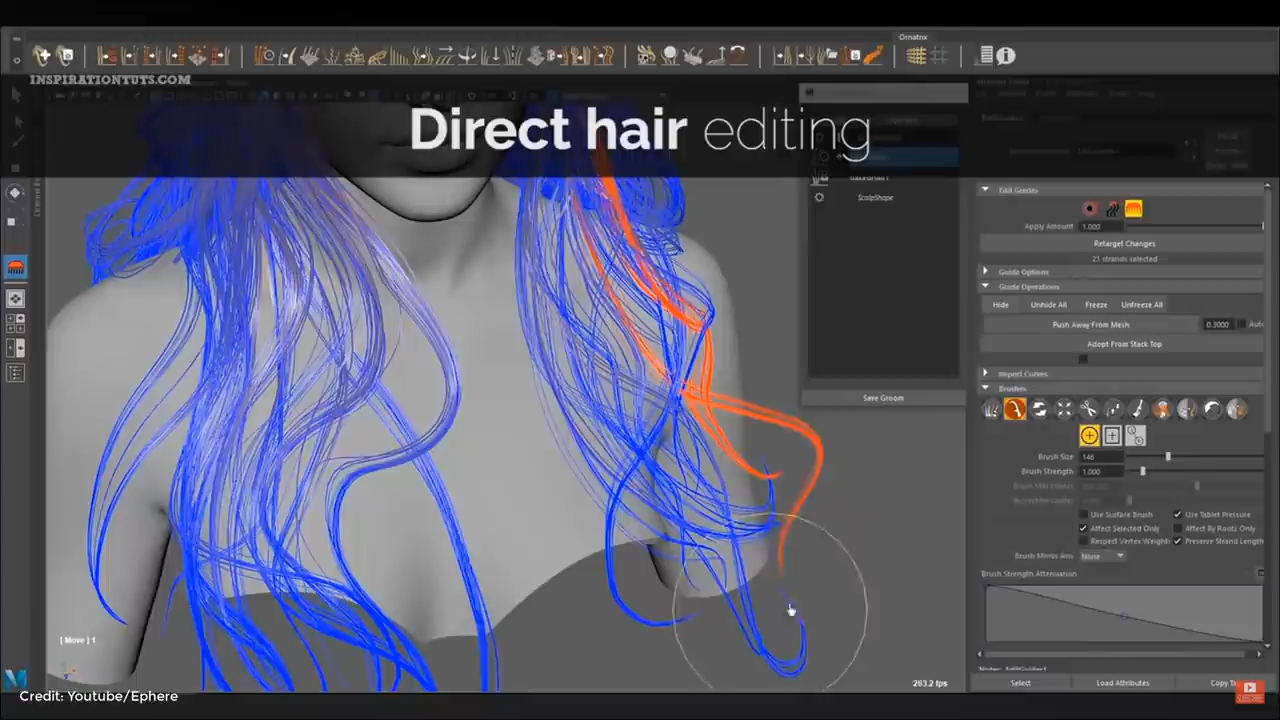 Ornatrix
INSPIRATIONTUTS.COM
Direct hair editing
ScalpShape
Save Groom
Edit Guides
Apply Amount 1.000
Retarget Changes
21 strands selected
Guide Options
Guide Operations
Hide Unhide All Freeze Unfreeze All
Push Away From Mesh 0.3000 Aut
Adopt From Stack Top
Import Curves
Brushes
Brush Size 146
Brush Strength 1.000
Use Surface Brush Use Tablet Pressure
Affect Selected Only Affect By Roots Only
Respect Vertex Weights Preserve Strand Length
Brush Mirror Axis None
Brush Strength Attenuation
[ Move ] 1
263.2 fps
Select Load Attributes Copy Ta
Credit: Youtube/Ephere